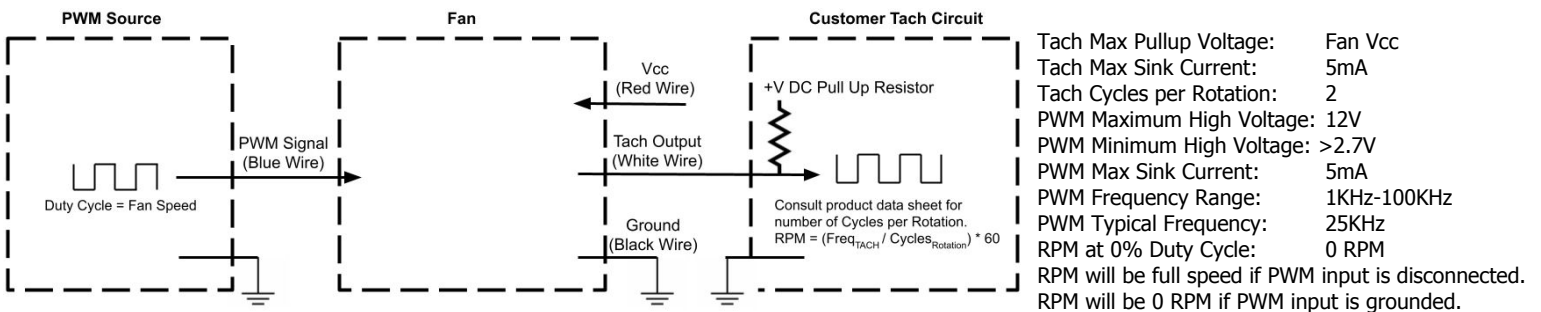 PWM Source
Fan
Customer Tach Circuit
PWM Signal
(Blue Wire)
Duty Cycle = Fan Speed
Vcc
(Red Wire)
Tach Output
(White Wire)
Ground
(Black Wire)
+V DC Pull Up Resistor
Consult product data sheet for
number of Cycles per Rotation.
RPM = (Freq_TACH / Cycles_Rotation) * 60
Tach Max Pullup Voltage: Fan Vcc
Tach Max Sink Current: 5mA
Tach Cycles per Rotation: 2
PWM Maximum High Voltage: 12V
PWM Minimum High Voltage: >2.7V
PWM Max Sink Current: 5mA
PWM Frequency Range: 1KHz-100KHz
PWM Typical Frequency: 25KHz
RPM at 0% Duty Cycle: 0 RPM
RPM will be full speed if PWM input is disconnected.
RPM will be 0 RPM if PWM input is grounded.